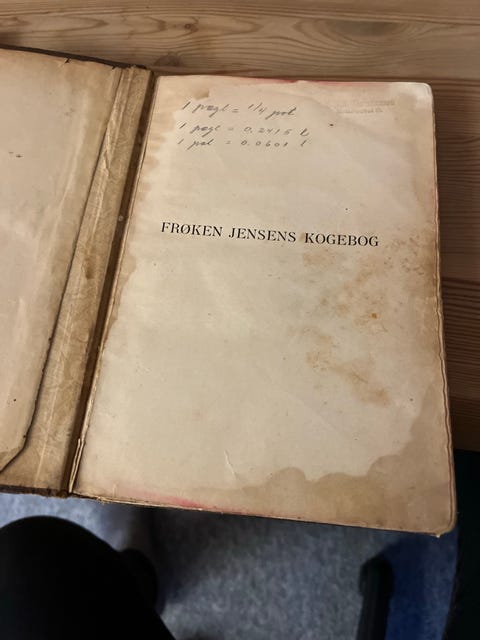 1 pægl = 1/4 pot
1 pægl = 0.2415 l
1 pot = 0.0601 l
FRØKEN JENSENS KOGEBOG